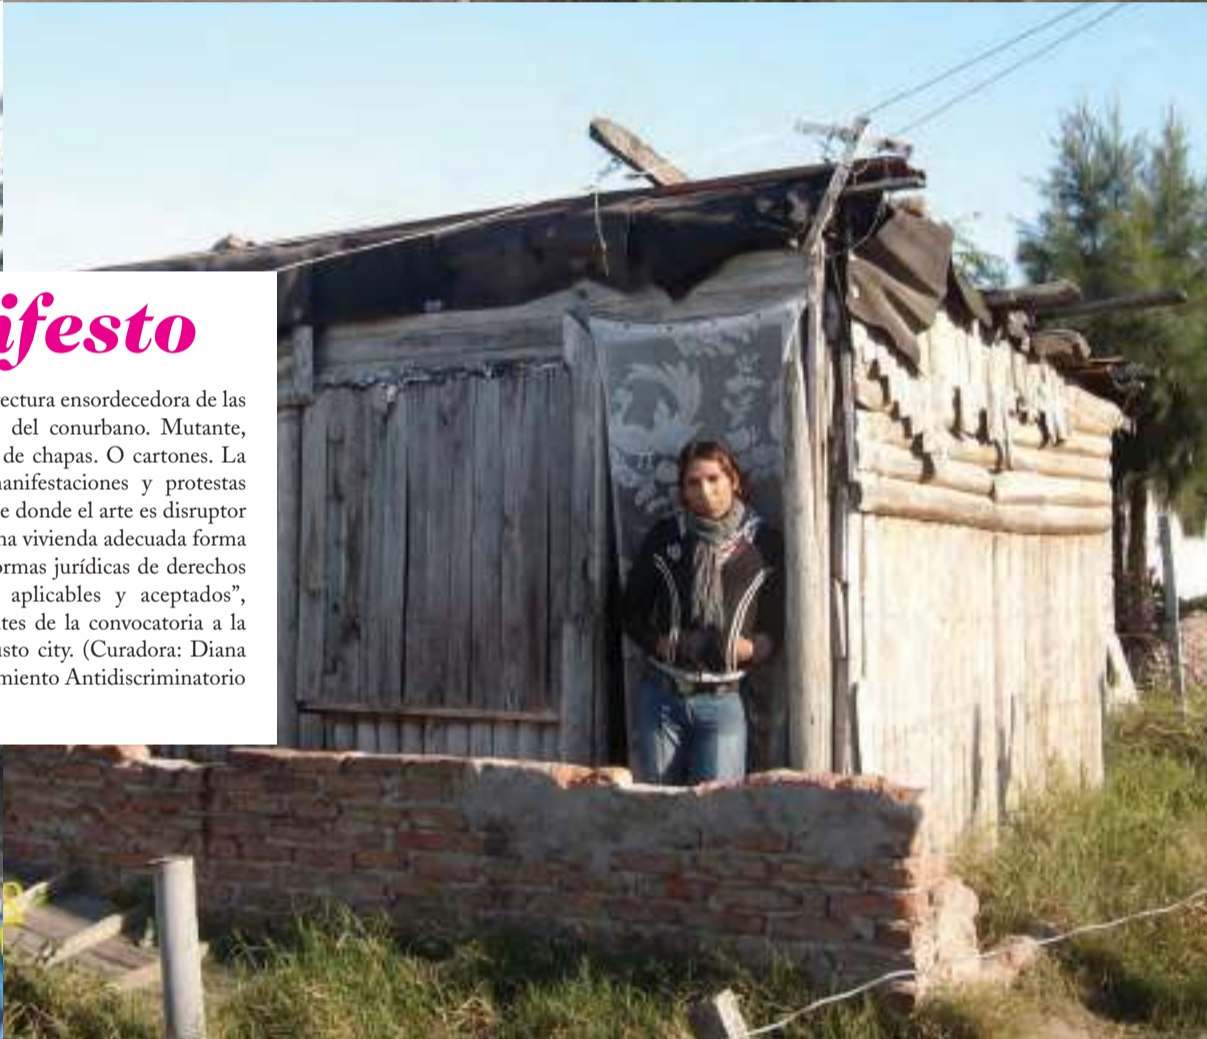 ifesto
ectura ensordecedora de las
del conurbano. Mutante,
de chapas. O cartones. La
manifestaciones y protestas
e donde el arte es disruptor
na vivienda adecuada forma
ormas jurídicas de derechos
aplicables y aceptados”,
tes de la convocatoria a la
usto city. (Curadora: Diana
miento Antidiscriminatorio